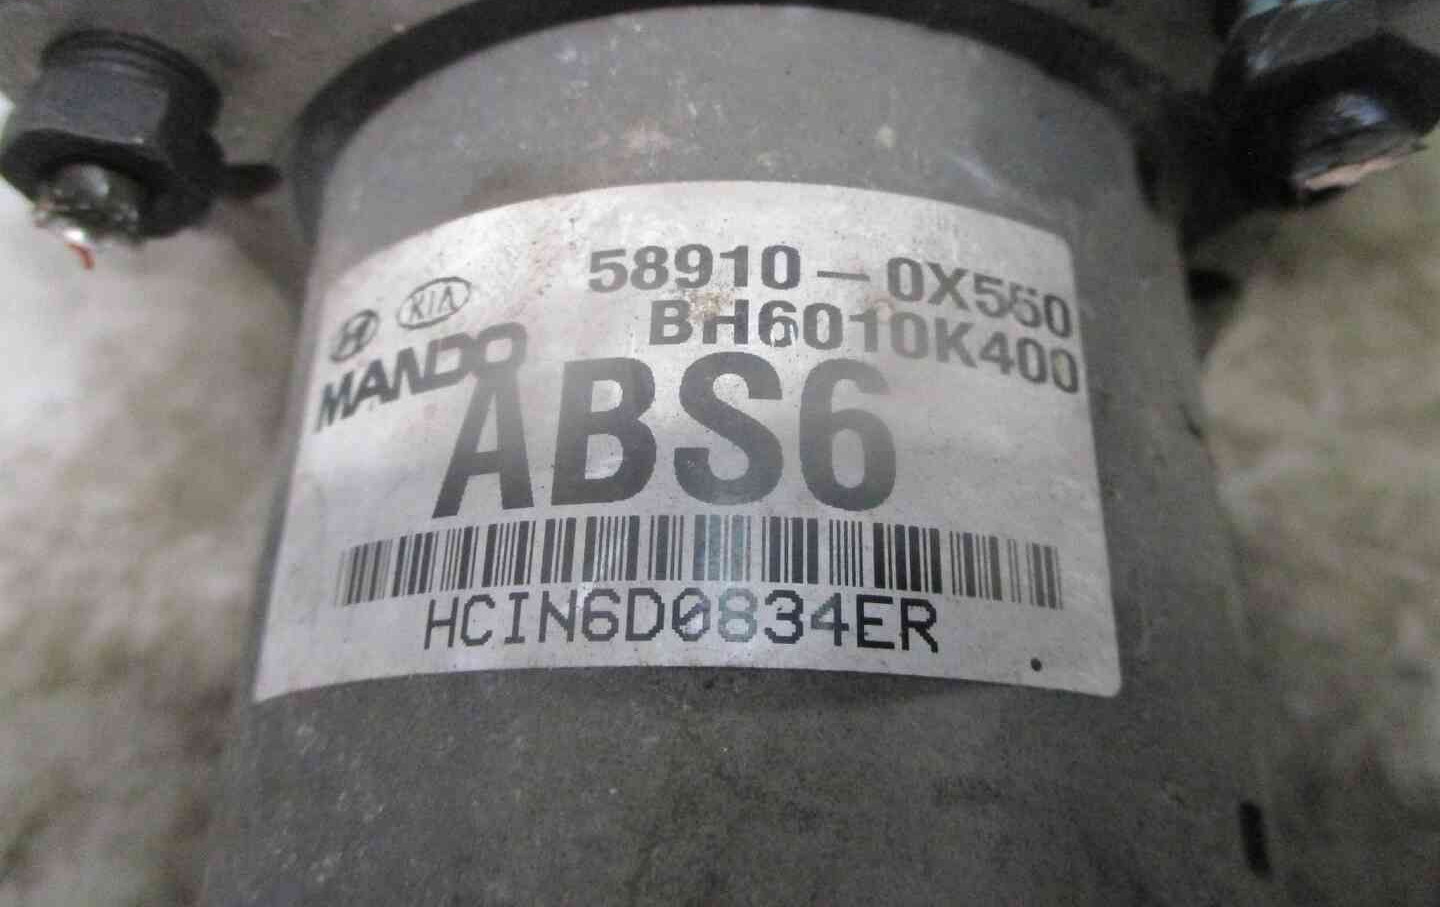 58910-0X550
KIA
BH6010K400
MANDO
ABS6
HCIN6D0834ER